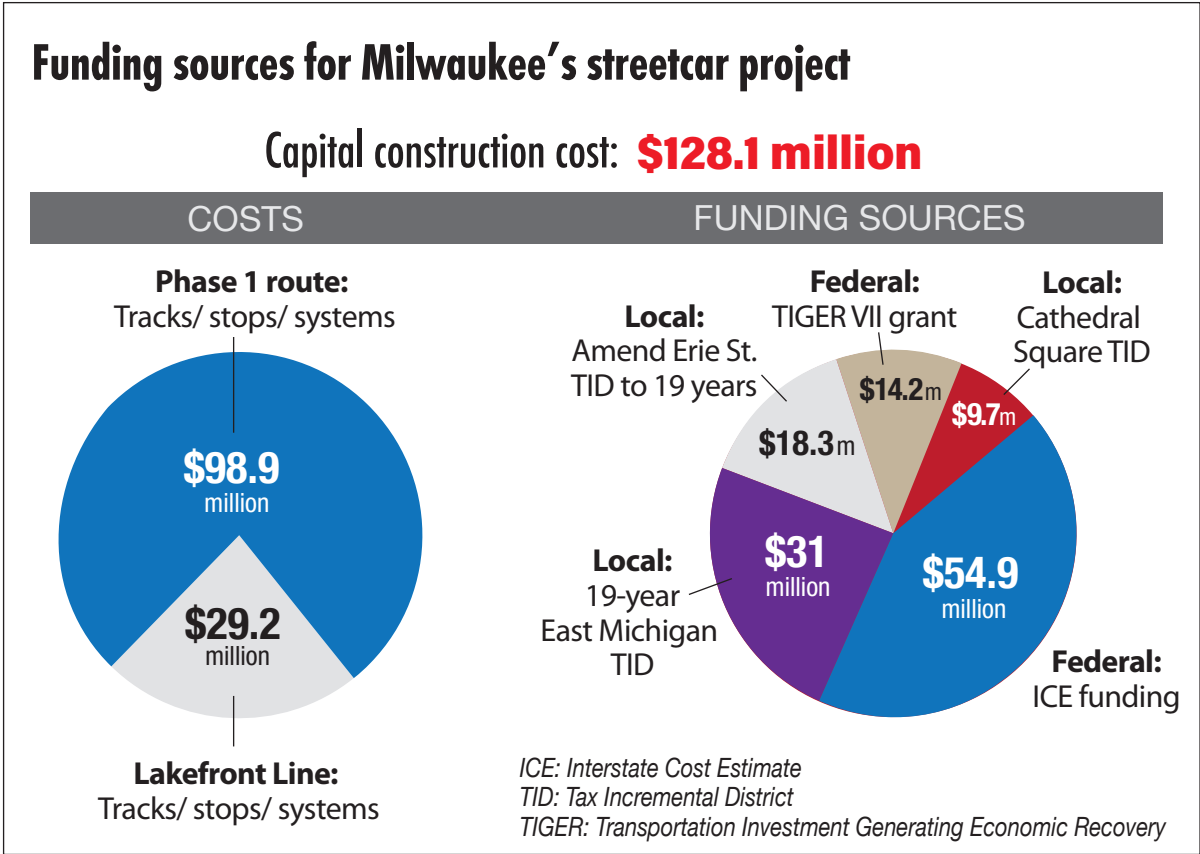 Funding sources for Milwaukee's streetcar project
Capital construction cost: $128.1 million
COSTS
Phase 1 route:
Tracks/ stops/ systems
$98.9
million
$29.2
million
Lakefront Line:
Tracks/ stops/ systems
FUNDING SOURCES
Federal:
TIGER VII grant
Local:
Cathedral
Square TID
Local:
Amend Erie St.
TID to 19 years
$14.2m
$9.7m
$18.3m
$31
million
$54.9
million
Local:
19-year
East Michigan
TID
Federal:
ICE funding
ICE: Interstate Cost Estimate
TID: Tax Incremental District
TIGER: Transportation Investment Generating Economic Recovery